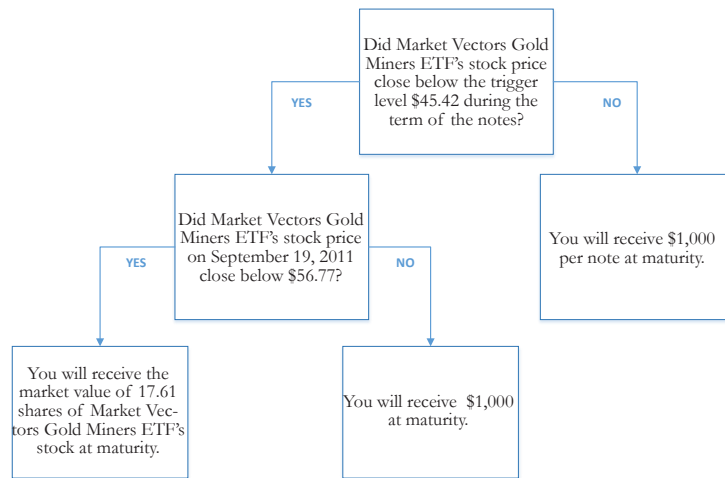 Did Market Vectors Gold
Miners ETF's stock price
close below the trigger
level $45.42 during the
term of the notes?
YES
NO
Did Market Vectors Gold
Miners ETF's stock price
on September 19, 2011
close below $56.77?
You will receive $1,000
per note at maturity.
YES
NO
You will receive the
market value of 17.61
shares of Market Vec-
tors Gold Miners ETF's
stock at maturity.
You will receive $1,000
at maturity.